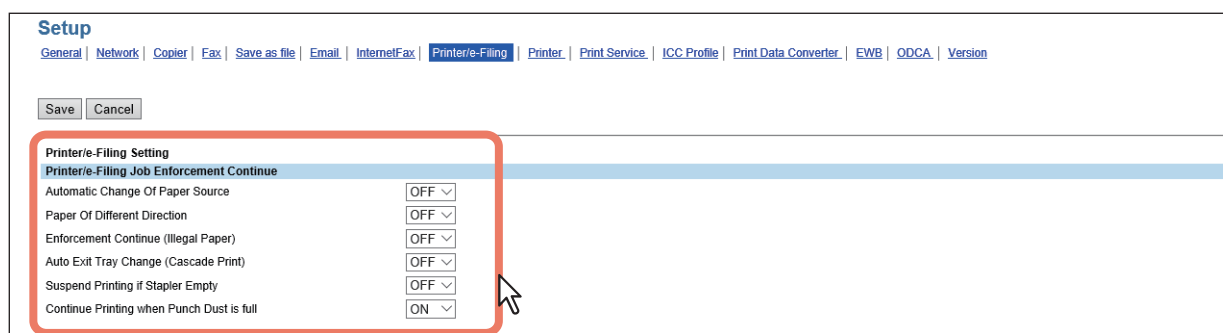 Setup
General | Network | Copier | Fax | Save as file | Email | InternetFax | Printer/e-Filing | Printer | Print Service | ICC Profile | Print Data Converter | EWB | ODCA | Version
Save Cancel
Printer/e-Filing Setting
Printer/e-Filing Job Enforcement Continue
Automatic Change Of Paper Source OFF
Paper Of Different Direction OFF
Enforcement Continue (Illegal Paper) OFF
Auto Exit Tray Change (Cascade Print) OFF
Suspend Printing if Stapler Empty OFF
Continue Printing when Punch Dust is full ON